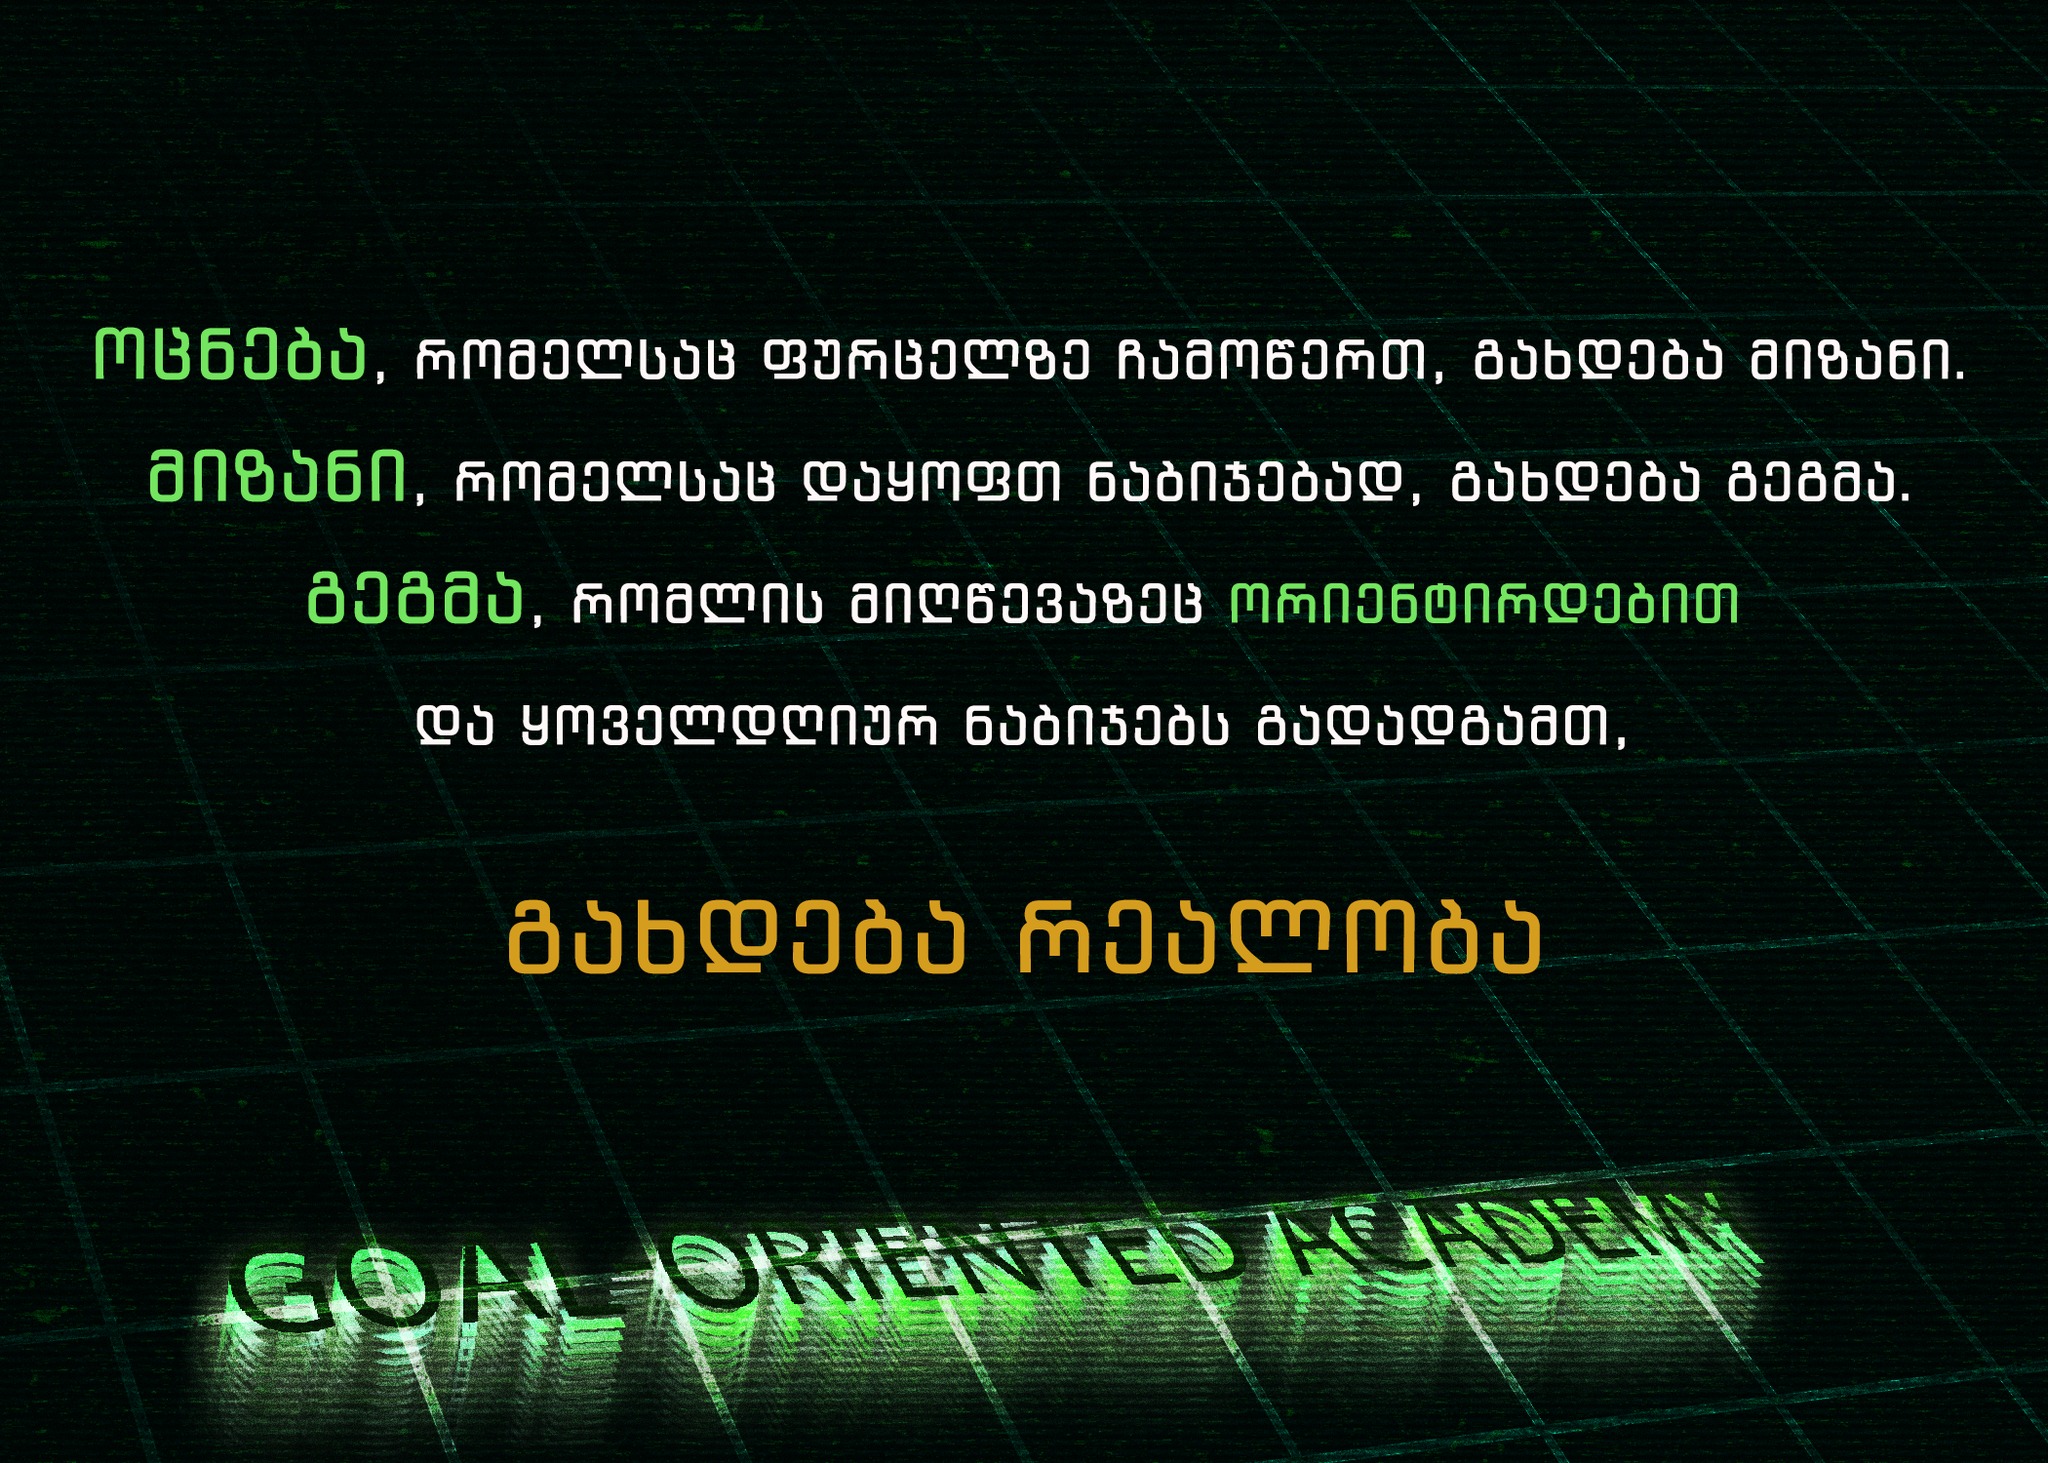 ოცნება, რომელსაც ფურცელზე ჩამოწერთ, გახდება მიზანი.
მიზანი, რომელსაც დაყოფთ ნაბიჯებად, გახდება გეგმა.
გეგმა, რომლის მიღწევაზეც ორიენტირდებით
და ყოველდღიურ ნაბიჯებს გადადგამთ,
გახდება რეალობა
GOAL ORIENTED ACADEMY